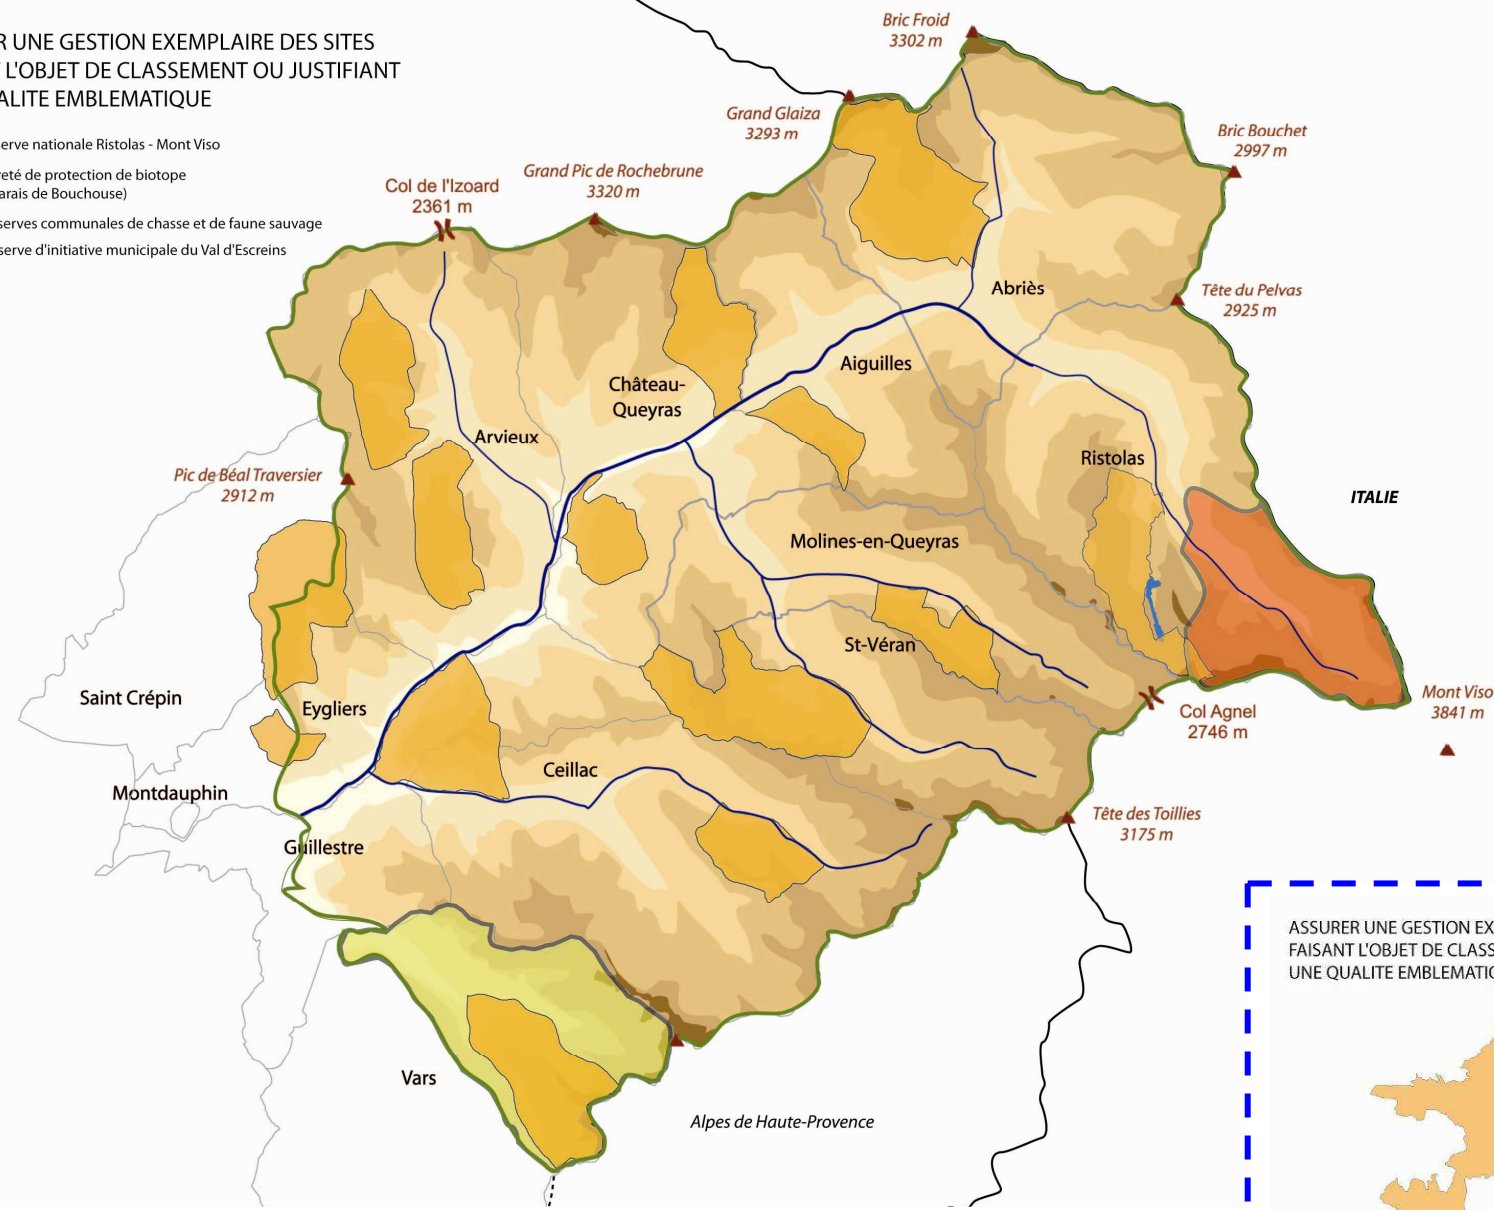 R UNE GESTION EXEMPLAIRE DES SITES
T L'OBJET DE CLASSEMENT OU JUSTIFIANT
ALITE EMBLEMATIQUE
erve nationale Ristolas - Mont Viso
eté de protection de biotope
arais de Bouchouse)
serves communales de chasse et de faune sauvage
serve d'initiative municipale du Val d'Escreins
Bric Froid
3302 m
Grand Glaiza
3293 m
Bric Bouchet
2997 m
Grand Pic de Rochebrune
3320 m
Col de l'Izoard
2361 m
Abriès
Tête du Pelvas
2925 m
Aiguilles
Château-
Queyras
Arvieux
Ristolas
Pic de Béal Traversier
2912 m
ITALIE
Molines-en-Queyras
St-Véran
Saint Crépin
Eygliers
Col Agnel
2746 m
Mont Viso
3841 m
Ceillac
Montdauphin
Tête des Toillies
3175 m
Guillestre
ASSURER UNE GESTION EX
FAISANT L'OBJET DE CLASS
UNE QUALITE EMBLEMATIQ
Vars
Alpes de Haute-Provence